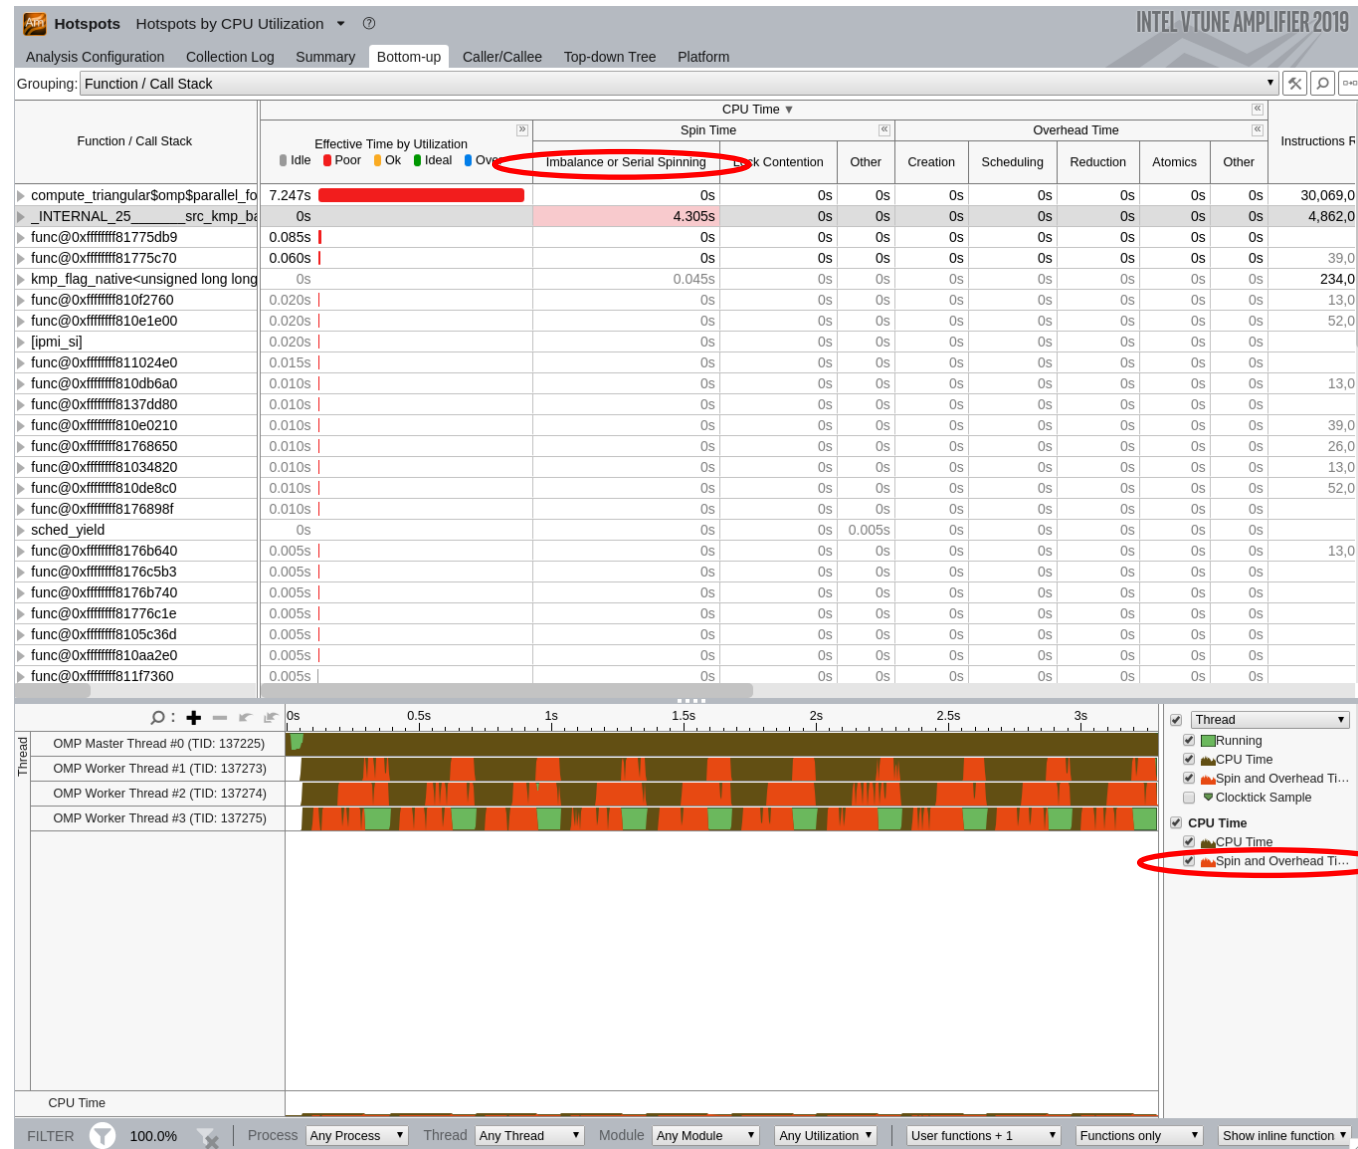 Hotspots Hotspots by CPU Utilization INTEL VTUNE AMPLIFIER 2019
Analysis Configuration Collection Log Summary Bottom-up Caller/Callee Top-down Tree Platform
Grouping: Function / Call Stack
CPU Time
Function / Call Stack Effective Time by Utilization Spin Time Overhead Time Instructions R
Idle Poor Ok Ideal Imbalance or Serial Spinning Contention Other Creation Scheduling Reduction Atomics Other
compute_triangular$omp$parallel_fo 7.247s 0s 0s 0s 0s 0s 0s 0s 0s 30,069,0
_INTERNAL_25_______src_kmp_ba 0s 4.305s 0s 0s 0s 0s 0s 0s 0s 4,862,0
func@0xffffffff81775db9 0.085s 0s 0s 0s 0s 0s 0s 0s 0s
func@0xffffffff81775c70 0.060s 0s 0s 0s 0s 0s 0s 0s 0s 39,0
kmp_flag_native<unsigned long long 0s 0.045s 0s 0s 0s 0s 0s 0s 0s 234,0
func@0xffffffff810f2760 0.020s 0s 0s 0s 0s 0s 0s 0s 0s 13,0
func@0xffffffff810e1e00 0.020s 0s 0s 0s 0s 0s 0s 0s 0s 52,0
[ipmi_si] 0.020s 0s 0s 0s 0s 0s 0s 0s 0s
func@0xffffffff811024e0 0.015s 0s 0s 0s 0s 0s 0s 0s 0s
func@0xffffffff810db6a0 0.010s 0s 0s 0s 0s 0s 0s 0s 0s 13,0
func@0xffffffff8137dd80 0.010s 0s 0s 0s 0s 0s 0s 0s 0s
func@0xffffffff810e0210 0.010s 0s 0s 0s 0s 0s 0s 0s 0s 39,0
func@0xffffffff81768650 0.010s 0s 0s 0s 0s 0s 0s 0s 0s 26,0
func@0xffffffff81034820 0.010s 0s 0s 0s 0s 0s 0s 0s 0s 13,0
func@0xffffffff810de8c0 0.010s 0s 0s 0s 0s 0s 0s 0s 0s 52,0
func@0xffffffff8176898f 0.010s 0s 0s 0s 0s 0s 0s 0s 0s
sched_yield 0s 0s 0s 0.005s 0s 0s 0s 0s 0s
func@0xffffffff8176b640 0.005s 0s 0s 0s 0s 0s 0s 0s 0s 13,0
func@0xffffffff8176c5b3 0.005s 0s 0s 0s 0s 0s 0s 0s 0s
func@0xffffffff8176b740 0.005s 0s 0s 0s 0s 0s 0s 0s 0s
func@0xffffffff81776c1e 0.005s 0s 0s 0s 0s 0s 0s 0s 0s
func@0xffffffff8105c36d 0.005s 0s 0s 0s 0s 0s 0s 0s 0s
func@0xffffffff810aa2e0 0.005s 0s 0s 0s 0s 0s 0s 0s 0s
func@0xffffffff811f7360 0.005s 0s 0s 0s 0s 0s 0s 0s 0s
0s 0.5s 1s 1.5s 2s 2.5s 3s
Thread
OMP Master Thread #0 (TID: 137225)
OMP Worker Thread #1 (TID: 137273)
OMP Worker Thread #2 (TID: 137274)
OMP Worker Thread #3 (TID: 137275)
CPU Time
Thread
Running
CPU Time
Spin and Overhead Ti...
Clocktick Sample
CPU Time
CPU Time
Spin and Overhead Ti...
FILTER 100.0% Process Any Process Thread Any Thread Module Any Module Any Utilization User functions + 1 Functions only Show inline function